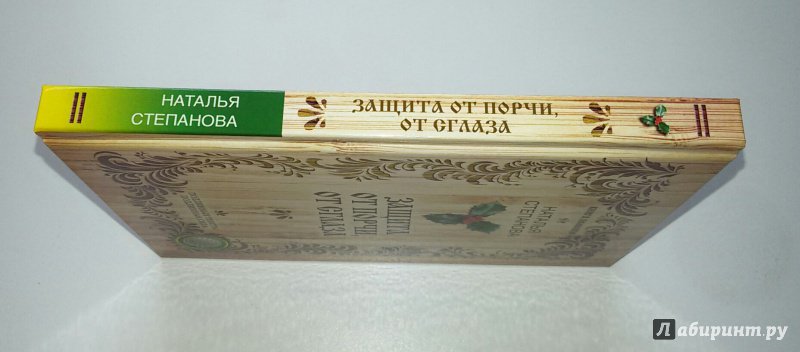 НАТАЛЬЯ
СТЕПАНОВА
ЗАЩИТА ОТ ПОРЧИ,
ОТ СГЛАЗА
НАТАЛЬЯ
СТЕПАНОВА
ЗАЩИТА
ОТ ПОРЧИ
ОТ СГЛАЗА
Лабиринт.ру